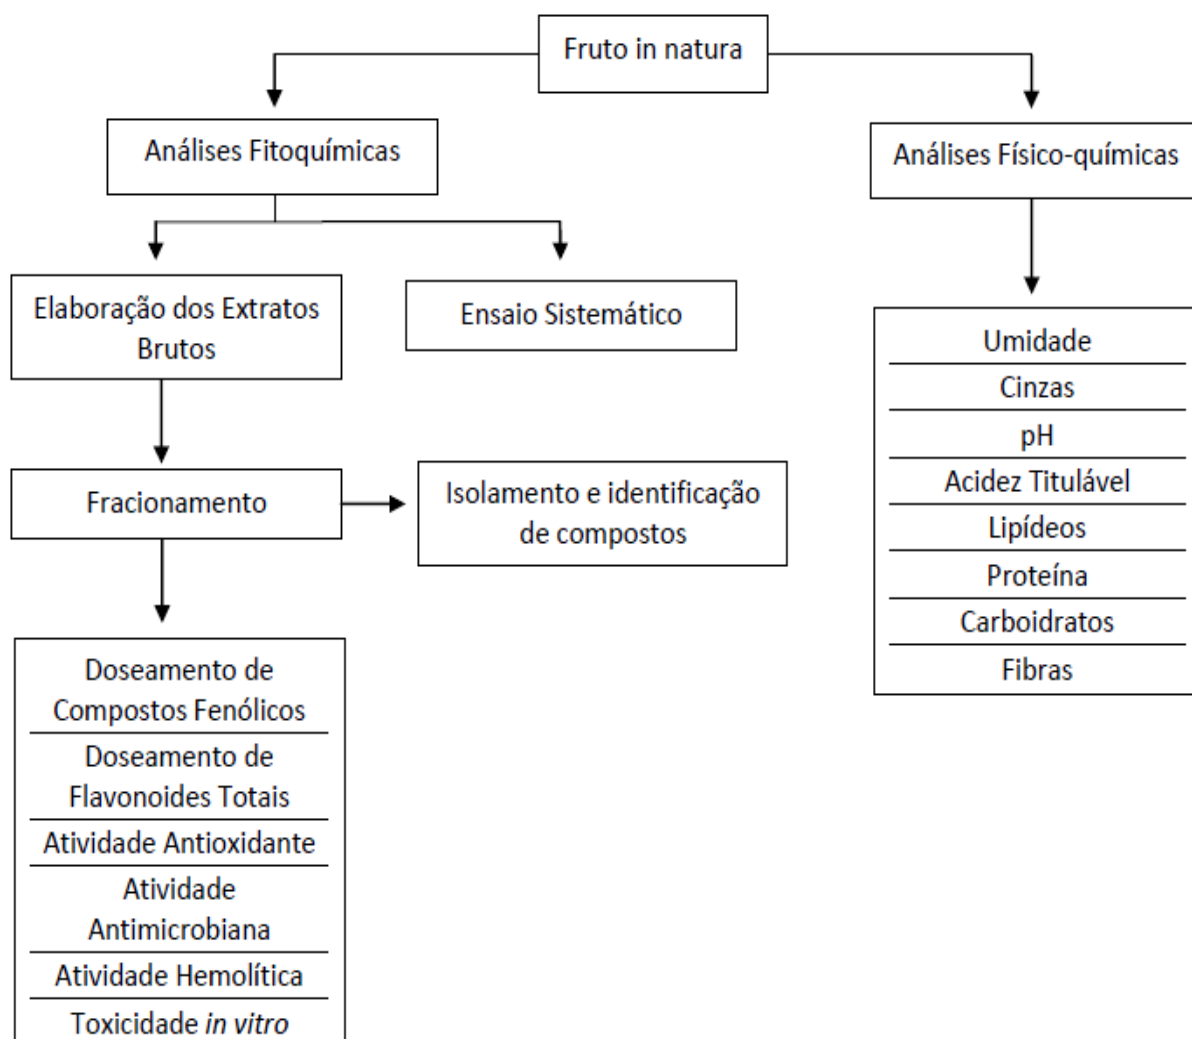 Fruto in natura
Análises Fitoquímicas
Análises Físico-químicas
Elaboração dos Extratos
Brutos
Ensaio Sistemático
Fracionamento
Isolamento e identificação
de compostos
Doseamento de
Compostos Fenólicos
Doseamento de
Flavonoides Totais
Atividade Antioxidante
Atividade
Antimicrobiana
Atividade Hemolítica
Toxicidade in vitro
Umidade
Cinzas
pH
Acidez Titulável
Lipídeos
Proteína
Carboidratos
Fibras